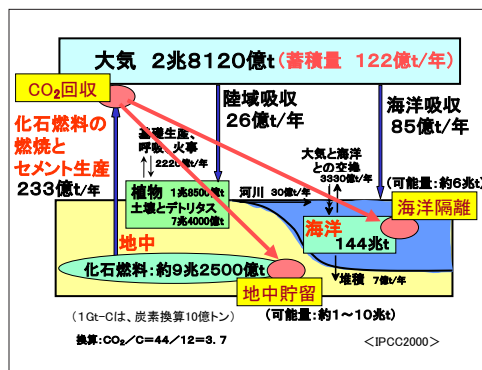 大気 2兆8120億t(蓄積量 122億t/年)
CO₂回収
陸域吸収
26億t/年
海洋吸収
85億t/年
化石燃料の
燃焼と
セメント生産
233億t/年
基礎生産、
呼吸、火事
2220億t/年
大気と海洋
との交換
3330億t/年
植物 1兆8500億t
土壌とデトリタス
7兆4000億t
河川 30億t/年
(可能量:約6兆t)
海洋隔離
海洋
144兆t
地中
化石燃料:約9兆2500億t
堆積 7億t/年
地中貯留
(可能量:約1~10兆t)
(1Gt-Cは、炭素換算10億トン)
換算:CO₂/C=44/12=3.7
<IPCC2000>